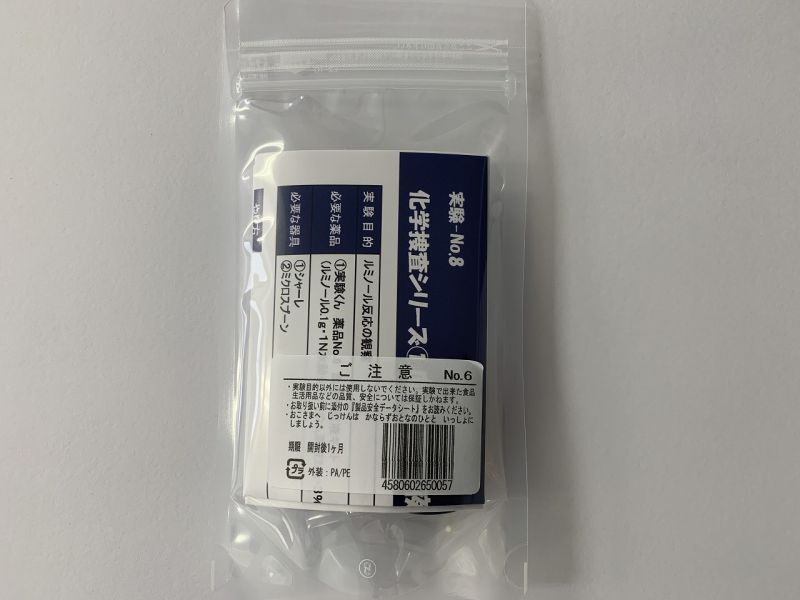 実験-No.8
化学捜査シリーズ①
実験目的
ルミノール反応の観察
必要な薬品
①実験くん 薬品No.
(ルミノール0.1g・1N
必要な器具
①シャーレ
②ミクロスプーン
ご注意 No.6
・実験目的以外には使用しないでください。実験で出来た食品
生活用品などの品質、安全については保証しかねます。
・お取り扱い前に添付の『製品安全データシート』をお読みください。
・おこさまへ じっけんは かならずおとなのひとと いっしょに
しましょう。
期限 開封後1ヶ月
プラ 外装：PA/PE
4580602650057